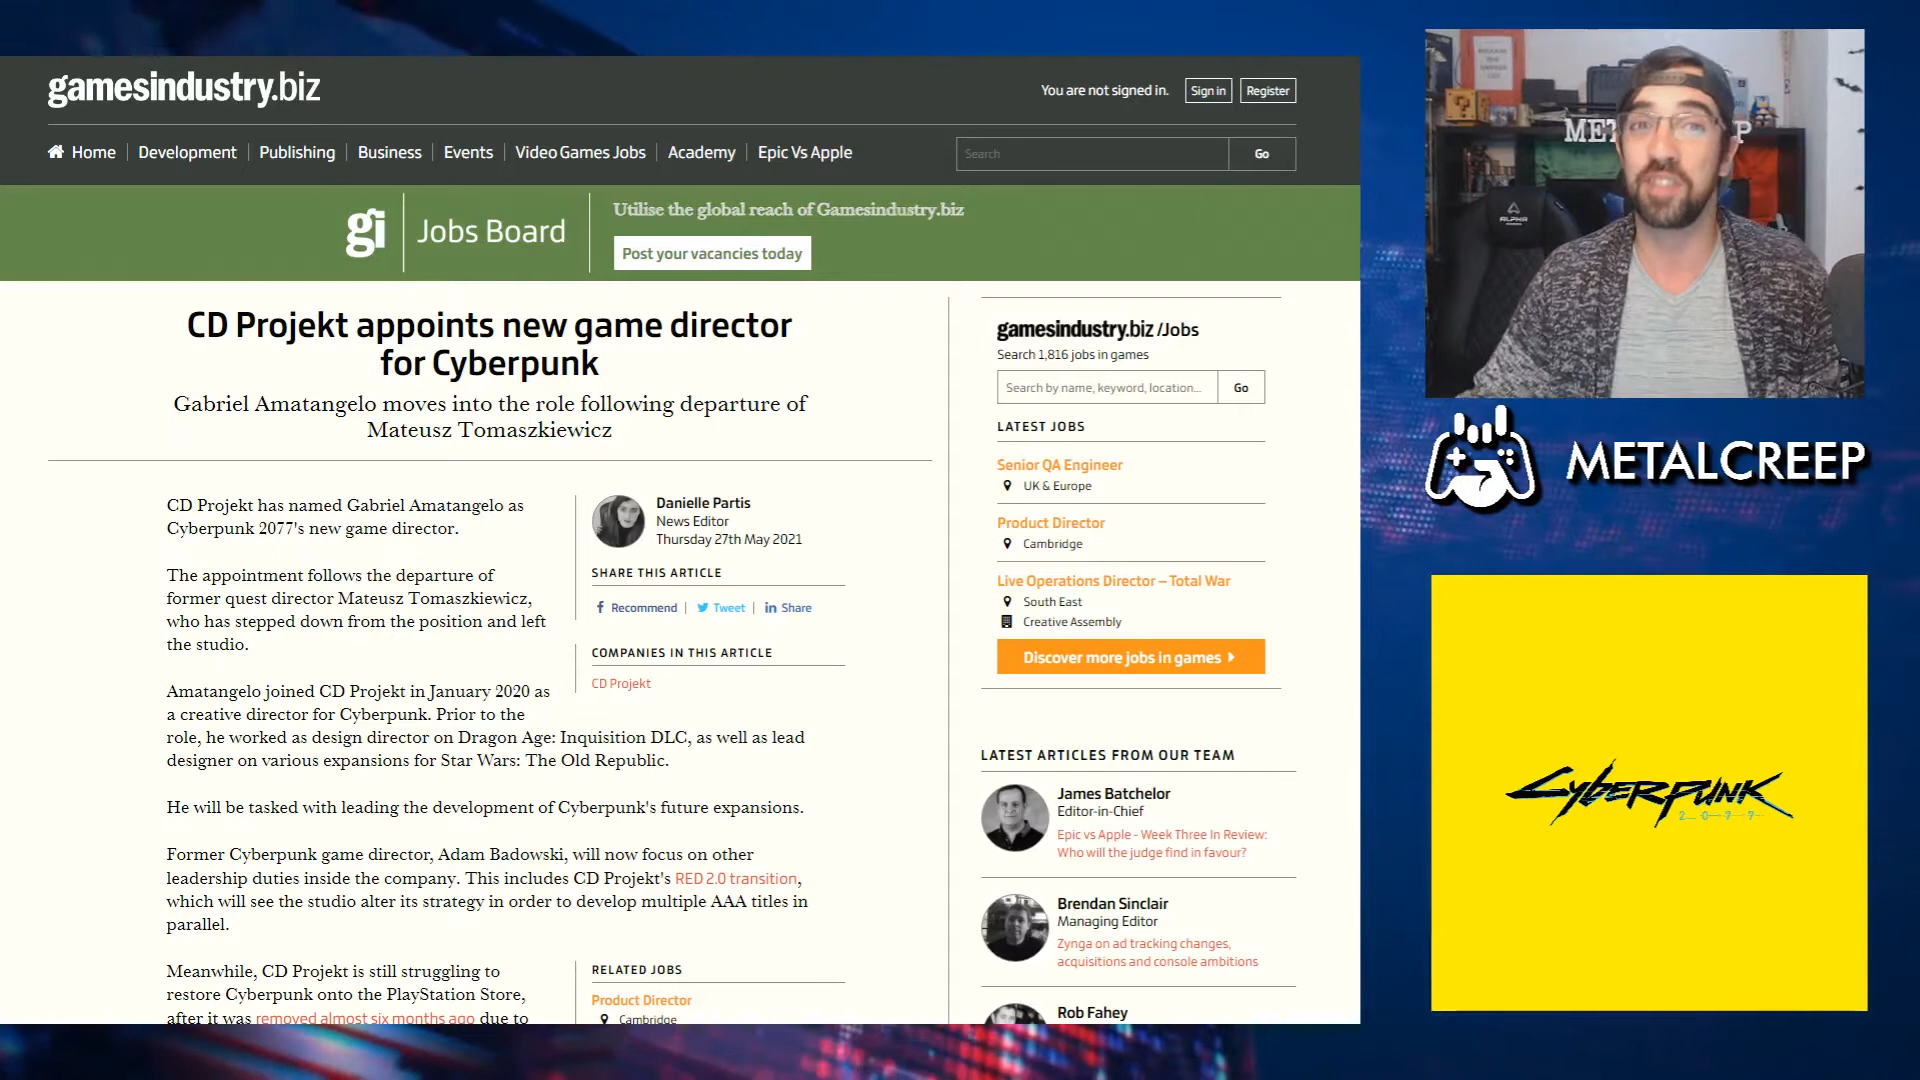 gamesindustry.biz
You are not signed in.
Sign in
Register
Home
Development
Publishing
Business
Events
Video Games Jobs
Academy
Epic Vs Apple
Search
Go
gi
Jobs Board
Utilise the global reach of Gamesindustry.biz
Post your vacancies today
CD Projekt appoints new game director
for Cyberpunk
Gabriel Amatangelo moves into the role following departure of
Mateusz Tomaszkiewicz
CD Projekt has named Gabriel Amatangelo as
Cyberpunk 2077's new game director.
The appointment follows the departure of
former quest director Mateusz Tomaszkiewicz,
who has stepped down from the position and left
the studio.
Amatangelo joined CD Projekt in January 2020 as
a creative director for Cyberpunk. Prior to the
role, he worked as design director on Dragon Age: Inquisition DLC, as well as lead
designer on various expansions for Star Wars: The Old Republic.
He will be tasked with leading the development of Cyberpunk's future expansions.
Former Cyberpunk game director, Adam Badowski, will now focus on other
leadership duties inside the company. This includes CD Projekt's RED 2.0 transition,
which will see the studio alter its strategy in order to develop multiple AAA titles in
parallel.
Meanwhile, CD Projekt is still struggling to
restore Cyberpunk onto the PlayStation Store,
after it was removed almost six months ago due to
Danielle Partis
News Editor
Thursday 27th May 2021
SHARE THIS ARTICLE
Recommend
Tweet
Share
COMPANIES IN THIS ARTICLE
CD Projekt
RELATED JOBS
Product Director
Cambridge
gamesindustry.biz /Jobs
Search 1,816 jobs in games
Search by name, keyword, location...
Go
LATEST JOBS
Senior QA Engineer
UK & Europe
Product Director
Cambridge
Live Operations Director – Total War
South East
Creative Assembly
Discover more jobs in games
LATEST ARTICLES FROM OUR TEAM
James Batchelor
Editor-in-Chief
Epic vs Apple - Week Three In Review:
Who will the judge find in favour?
Brendan Sinclair
Managing Editor
Zynga on ad tracking changes,
acquisitions and console ambitions
Rob Fahey
ALPHA
METALCREEP
CYBERPUNK
2077